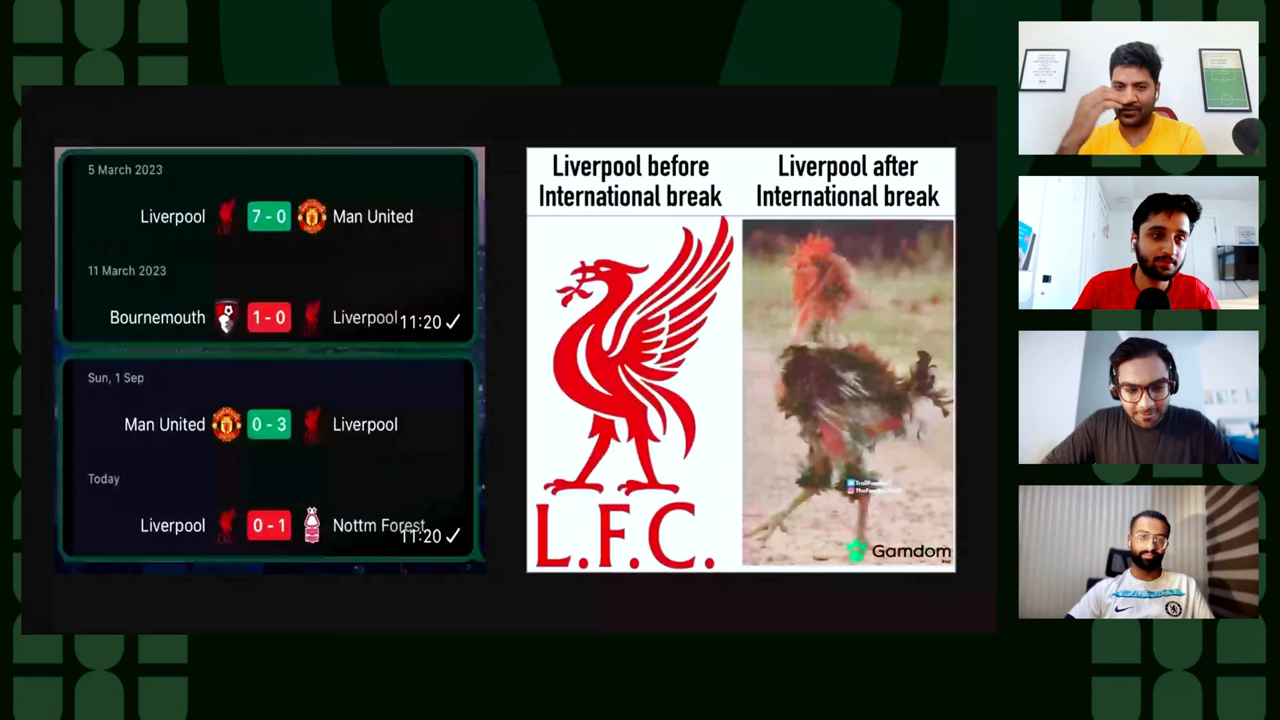 5 March 2023
Liverpool 7 - 0 Man United
11 March 2023
Bournemouth 1 - 0 Liverpool 11:20
Sun, 1 Sep
Man United 0 - 3 Liverpool
Today
Liverpool 0 - 1 Nottm Forest 11:20
Liverpool before
International break
Liverpool after
International break
L.F.C.
Gamdom